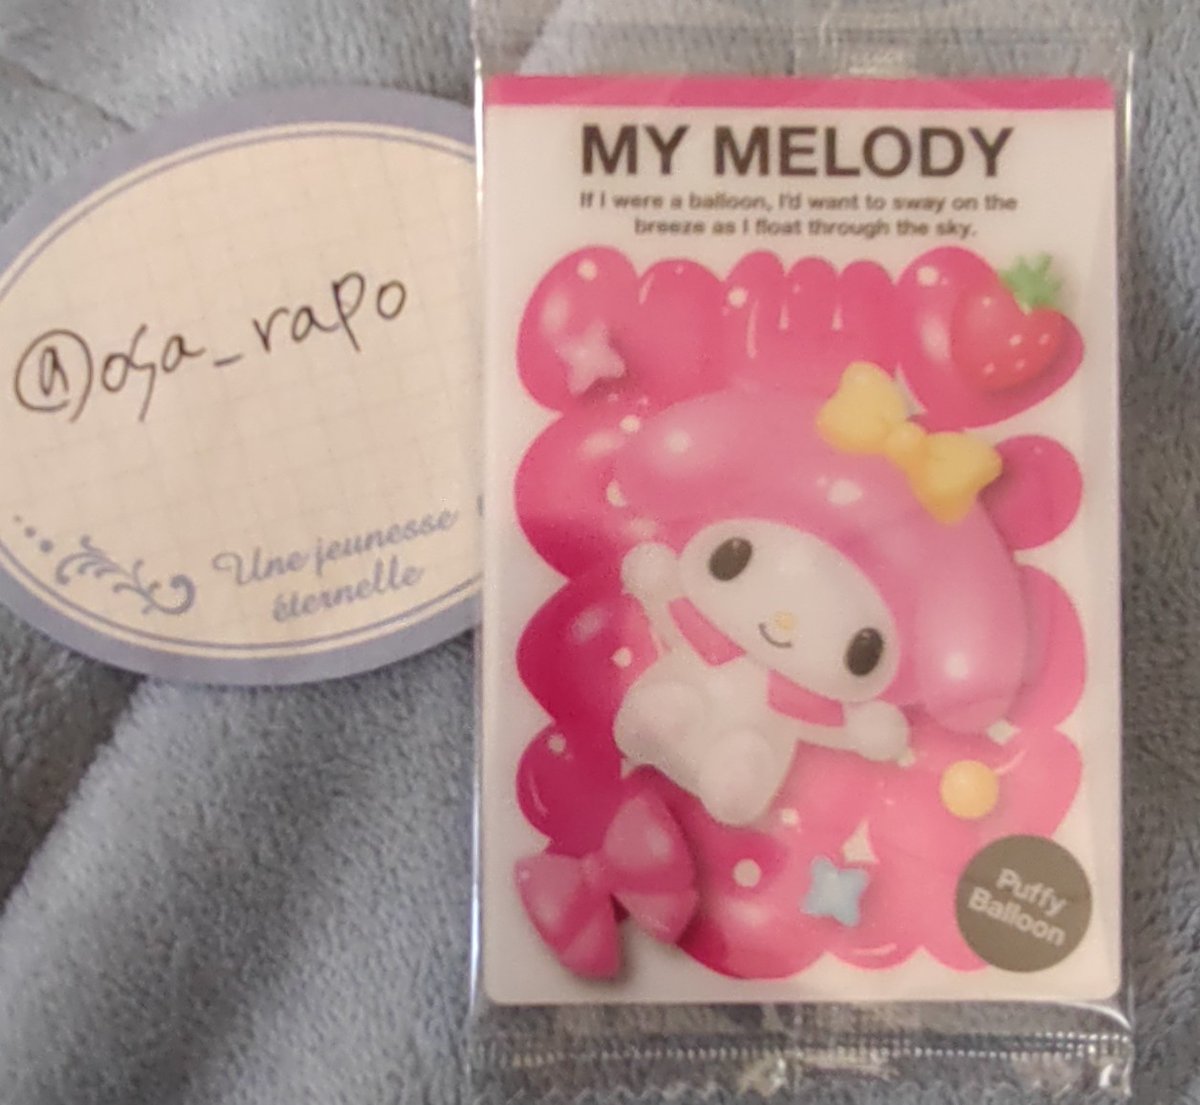 @osa_rapo
Une jeunesse
éternelle
MY MELODY
If I were a balloon, I'd want to sway on the
breeze as I float through the sky.
Puffy
Balloon